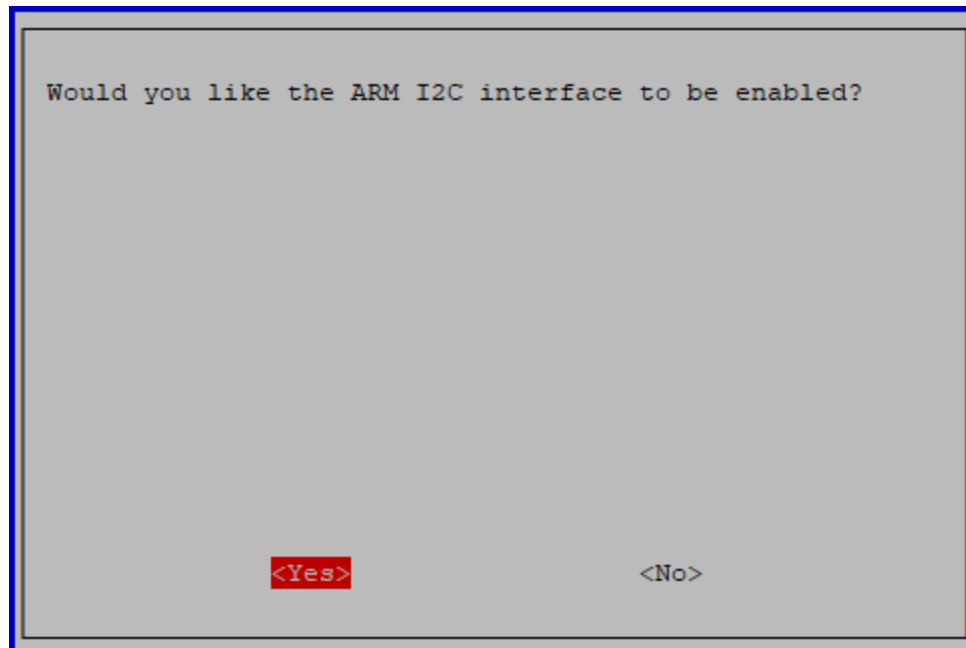 Would you like the ARM I2C interface to be enabled?
<Yes> <No>